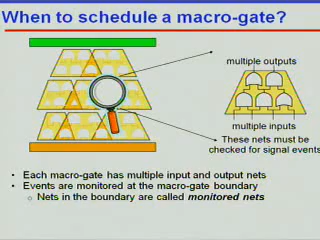 When to schedule a macro-gate?
multiple outputs
multiple inputs
These nets must be
checked for signal events
• Each macro-gate has multiple input and output nets
• Events are monitored at the macro-gate boundary
o Nets in the boundary are called monitored nets